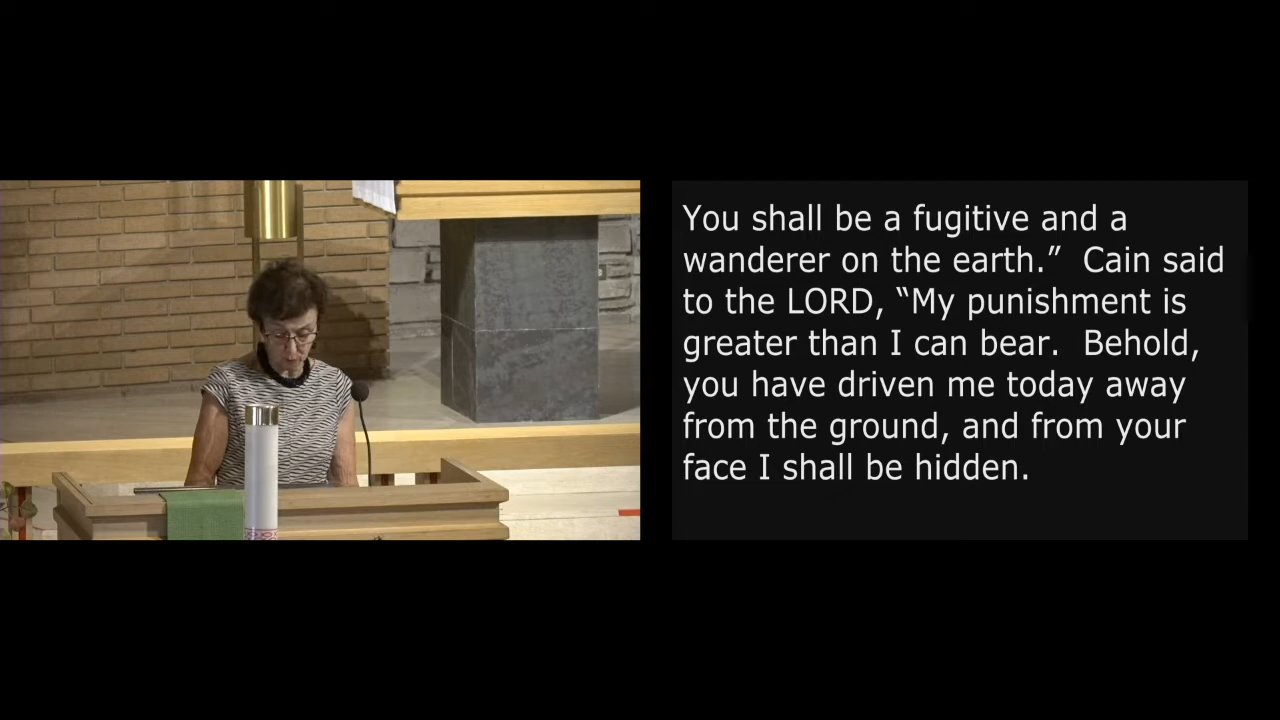 You shall be a fugitive and a
wanderer on the earth.”  Cain said
to the LORD, “My punishment is
greater than I can bear.  Behold,
you have driven me today away
from the ground, and from your
face I shall be hidden.